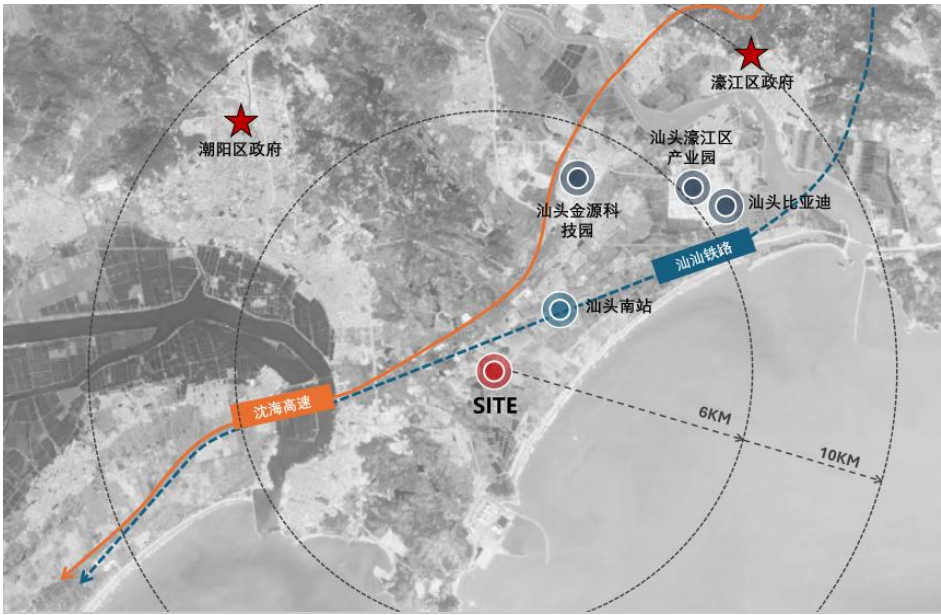 濠江区政府
潮阳区政府
汕头濠江区
产业园
汕头金源科
技园
汕头比亚迪
汕汕铁路
汕头南站
SITE
沈海高速
6KM
10KM